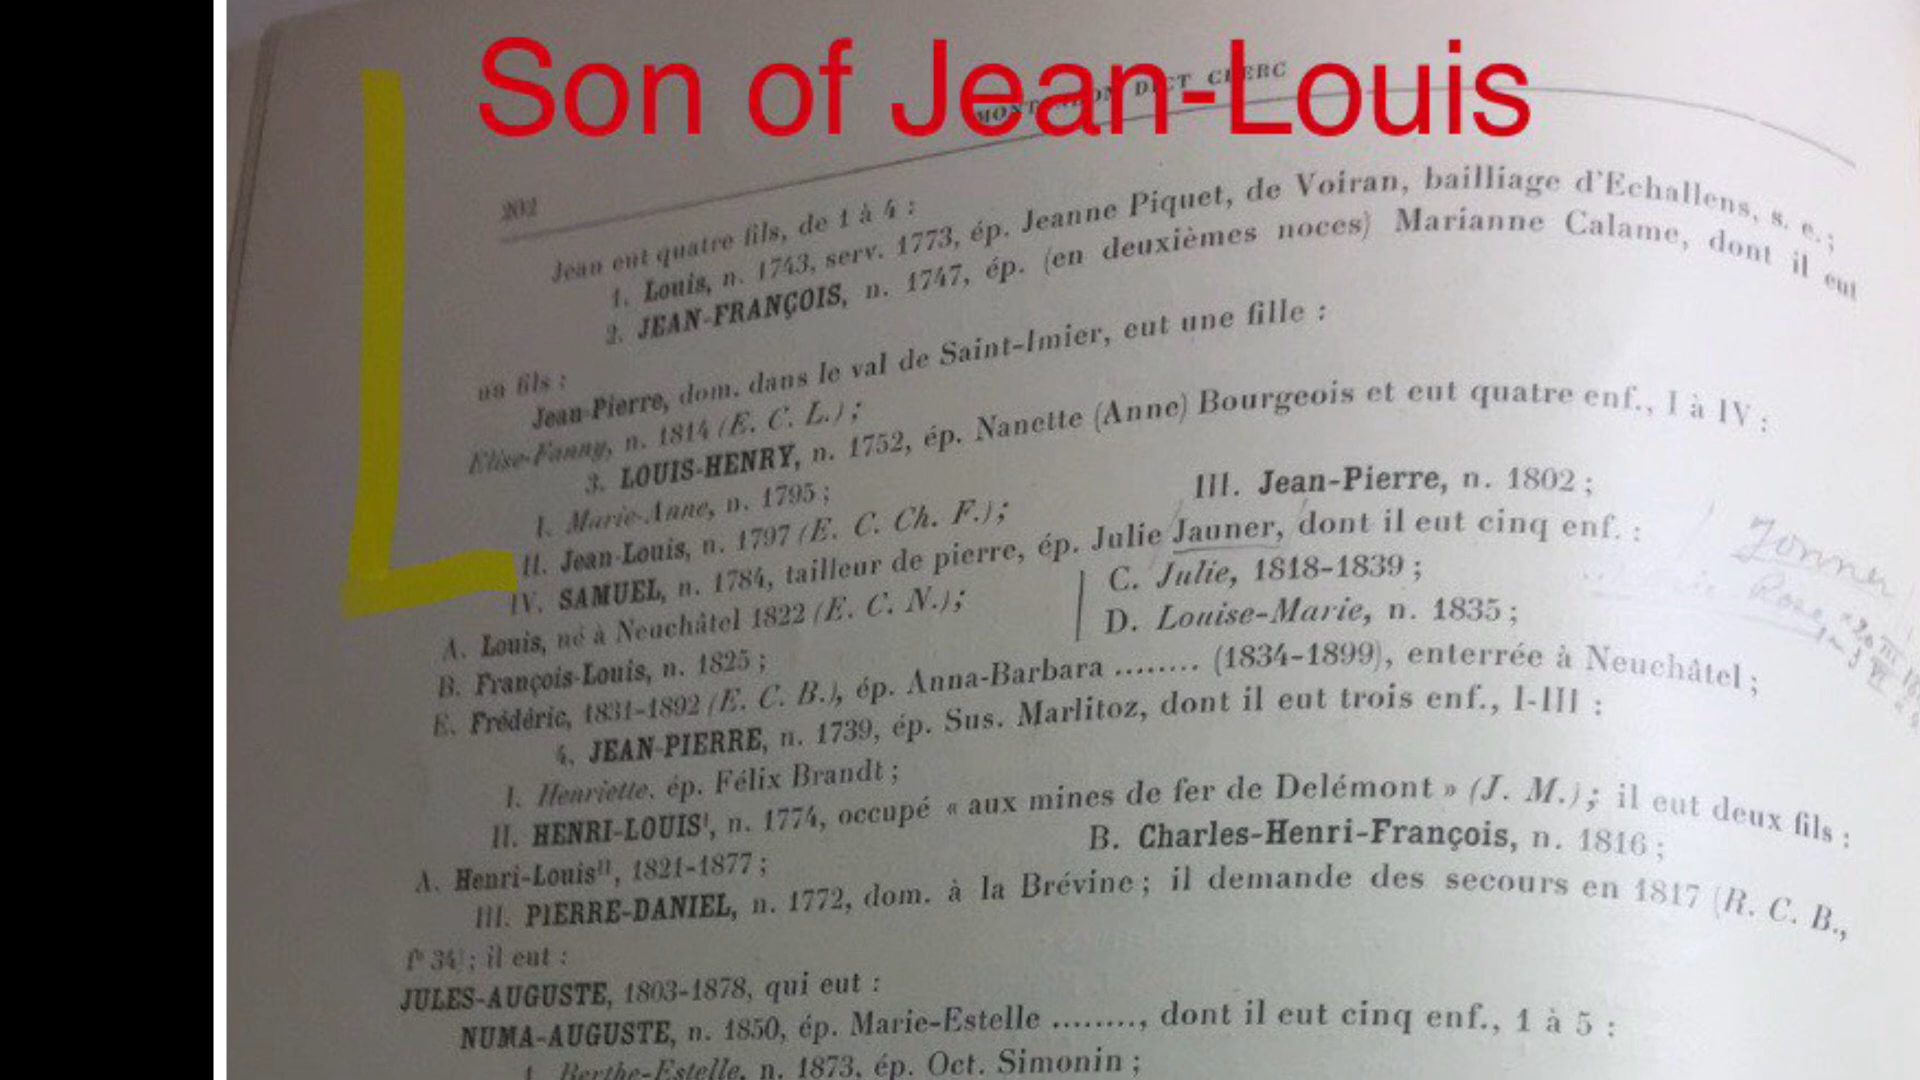 Son of Jean-Louis
MONTANDON DICT CLERC
202
Jean eut quatre fils, de 1 à 4 :
1. Louis, n. 1743, serv. 1773, ép. Jeanne Piquet, de Voiran, bailliage d'Echallens, s. e. ;
2. JEAN-FRANÇOIS, n. 1747, ép. (en deuxièmes noces) Marianne Calame, dont il eut
un fils :
Jean-Pierre, dom. dans le val de Saint-Imier, eut une fille :
Elise-Fanny, n. 1814 (E. C. L.) ;
3. LOUIS-HENRY, n. 1752, ép. Nanette (Anne) Bourgeois et eut quatre enf., I à IV :
I. Marie-Anne, n. 1795 ;
III. Jean-Pierre, n. 1802 ;
II. Jean-Louis, n. 1797 (E. C. Ch. F.) ;
IV. SAMUEL, n. 1784, tailleur de pierre, ép. Julie Jauner, dont il eut cinq enf. :
Jonner
A. Louis, né à Neuchâtel 1822 (E. C. N.) ;
C. Julie, 1818-1839 ;
Rose
B. François-Louis, n. 1825 ;
D. Louise-Marie, n. 1835 ;
E. Frédéric, 1831-1892 (E. C. B.), ép. Anna-Barbara ........ (1834-1899), enterrée à Neuchâtel ;
4. JEAN-PIERRE, n. 1739, ép. Sus. Marlitoz, dont il eut trois enf., I-III :
I. Henriette, ép. Félix Brandt ;
II. HENRI-LOUIS¹, n. 1774, occupé « aux mines de fer de Delémont » (J. M.) ; il eut deux fils :
A. Henri-Louisᴵᴵ, 1821-1877 ;
B. Charles-Henri-François, n. 1816 ;
III. PIERRE-DANIEL, n. 1772, dom. à la Brévine ; il demande des secours en 1817 (R. C. B.,
f° 34) ; il eut :
JULES-AUGUSTE, 1803-1878, qui eut :
NUMA-AUGUSTE, n. 1850, ép. Marie-Estelle ........, dont il eut cinq enf., 1 à 5 :
1. Berthe-Estelle, n. 1873, ép. Oct. Simonin ;